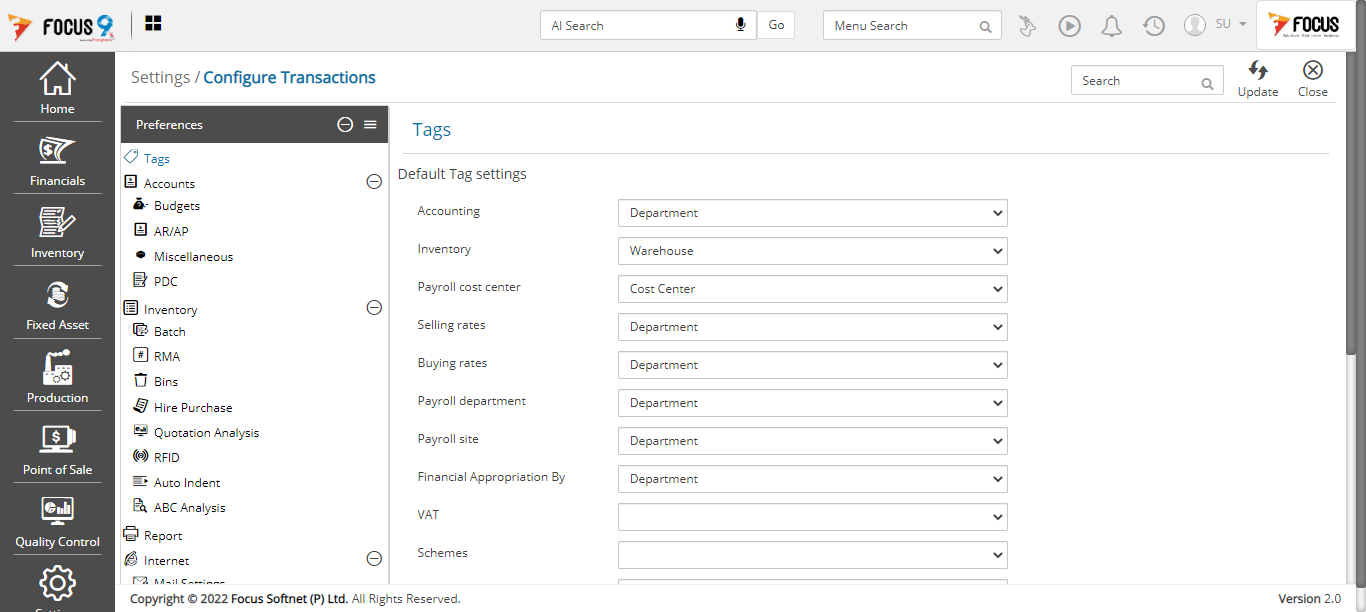 FOCUS 9
AI Search
Go
Menu Search
SU
FOCUS
Home
Financials
Inventory
Fixed Asset
Production
Point of Sale
Quality Control
Settings / Configure Transactions
Search
Update
Close
Preferences
Tags
Accounts
Budgets
AR/AP
Miscellaneous
PDC
Inventory
Batch
RMA
Bins
Hire Purchase
Quotation Analysis
RFID
Auto Indent
ABC Analysis
Report
Internet
Mail Settings
Tags
Default Tag settings
Accounting Department
Inventory Warehouse
Payroll cost center Cost Center
Selling rates Department
Buying rates Department
Payroll department Department
Payroll site Department
Financial Appropriation By Department
VAT
Schemes
Copyright © 2022 Focus Softnet (P) Ltd. All Rights Reserved.
Version 2.0